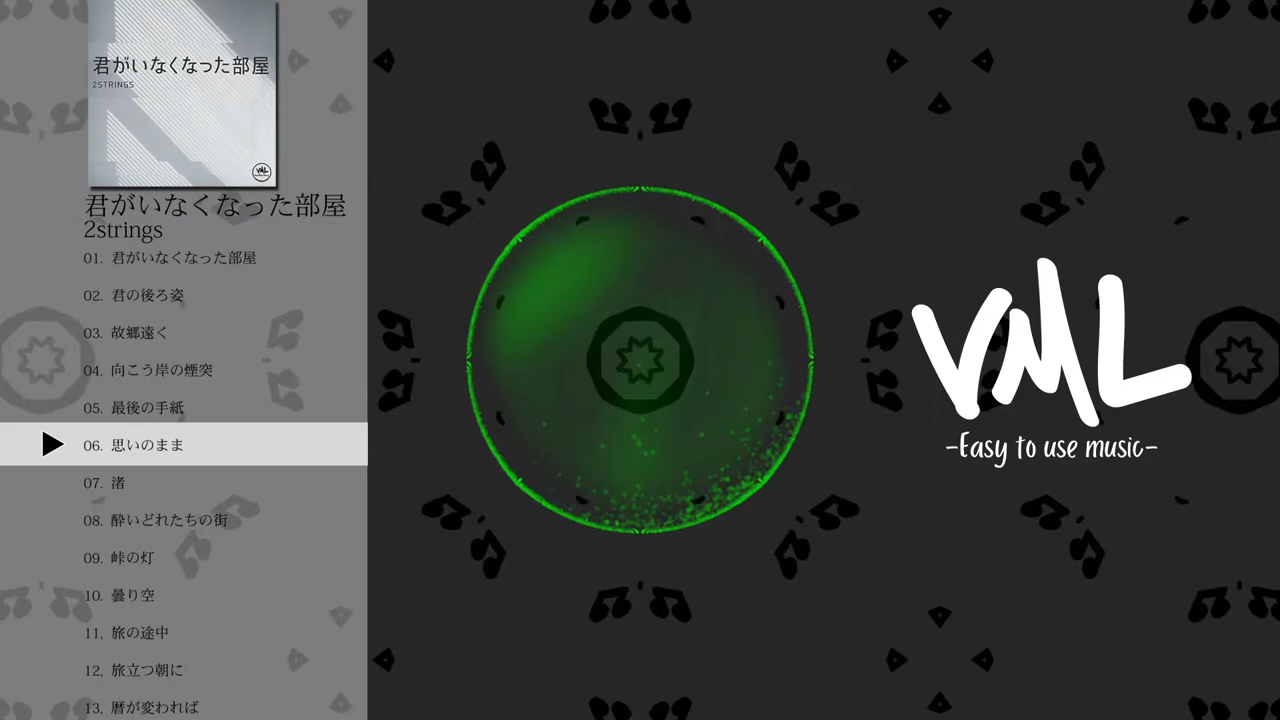 君がいなくなった部屋
2STRINGS
VML
君がいなくなった部屋
2strings
01. 君がいなくなった部屋
02. 君の後ろ姿
03. 故郷遠く
04. 向こう岸の煙突
05. 最後の手紙
06. 思いのまま
07. 渚
08. 酔いどれたちの街
09. 峠の灯
10. 曇り空
11. 旅の途中
12. 旅立つ朝に
13. 暦が変われば
VML
-Easy to use music-